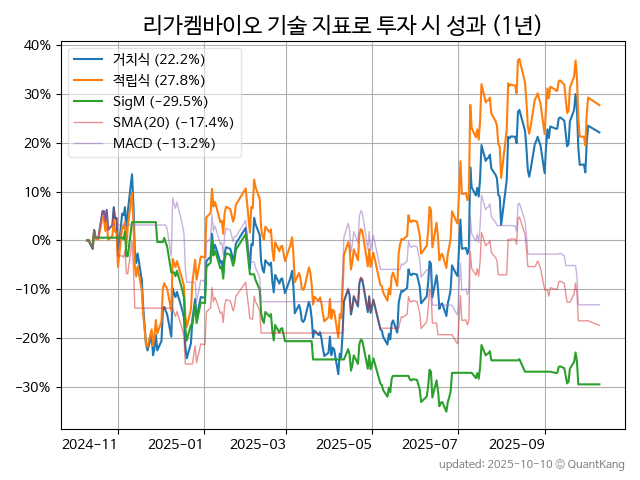 리가켐바이오 기술 지표로 투자 시 성과 (1년)
40%
30%
20%
10%
0%
−10%
−20%
−30%
거치식 (22.2%)
적립식 (27.8%)
SigM (−29.5%)
SMA(20) (−17.4%)
MACD (−13.2%)
2024-11 2025-01 2025-03 2025-05 2025-07 2025-09
updated: 2025-10-10 © QuantKang